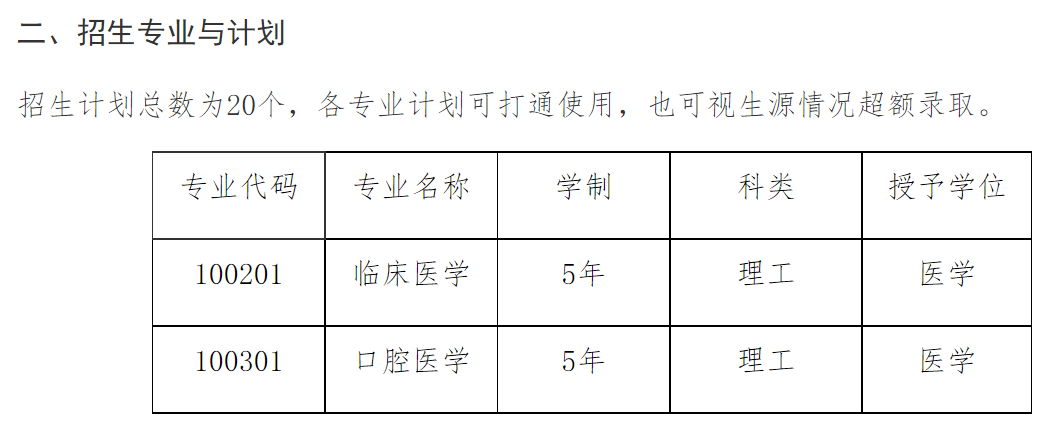 二、招生专业与计划
招生计划总数为20个，各专业计划可打通使用，也可视生源情况超额录取。
专业代码 专业名称 学制 科类 授予学位
100201 临床医学 5年 理工 医学
100301 口腔医学 5年 理工 医学